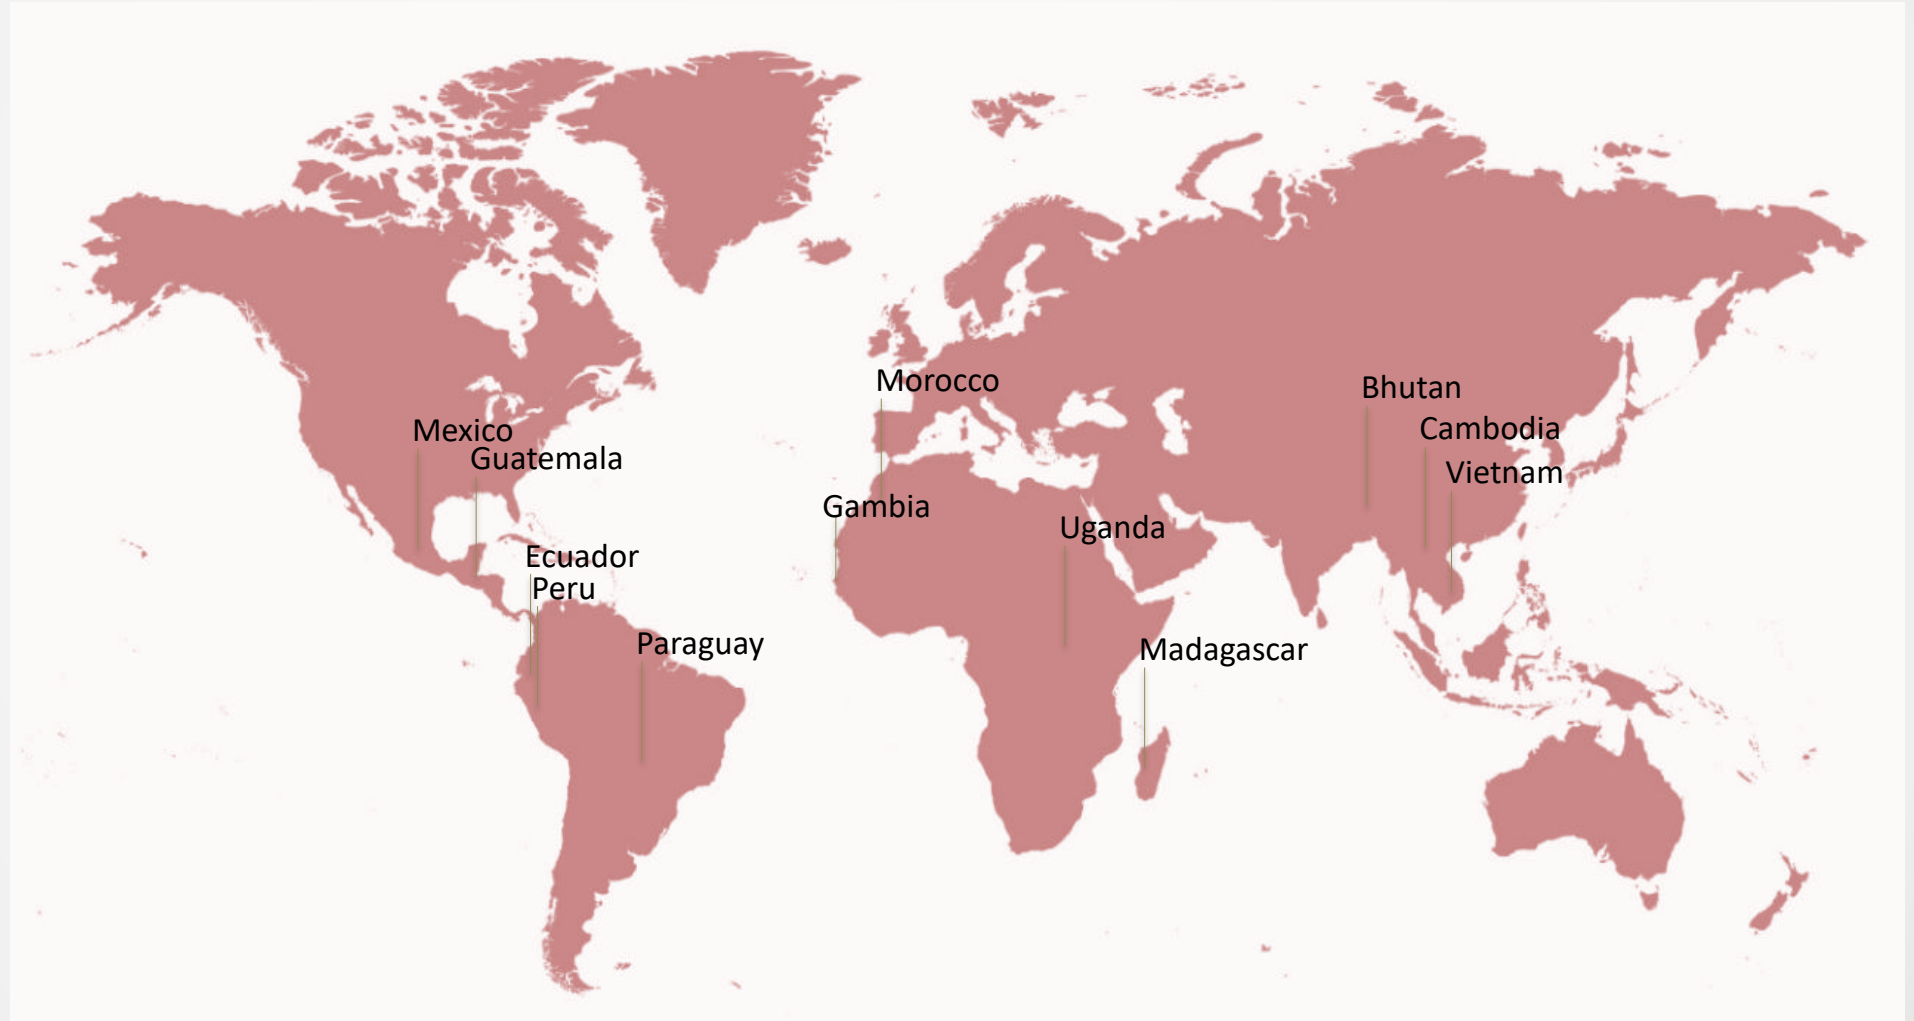 Morocco
Bhutan
Mexico
Cambodia
Guatemala
Vietnam
Gambia
Uganda
Ecuador
Peru
Paraguay
Madagascar